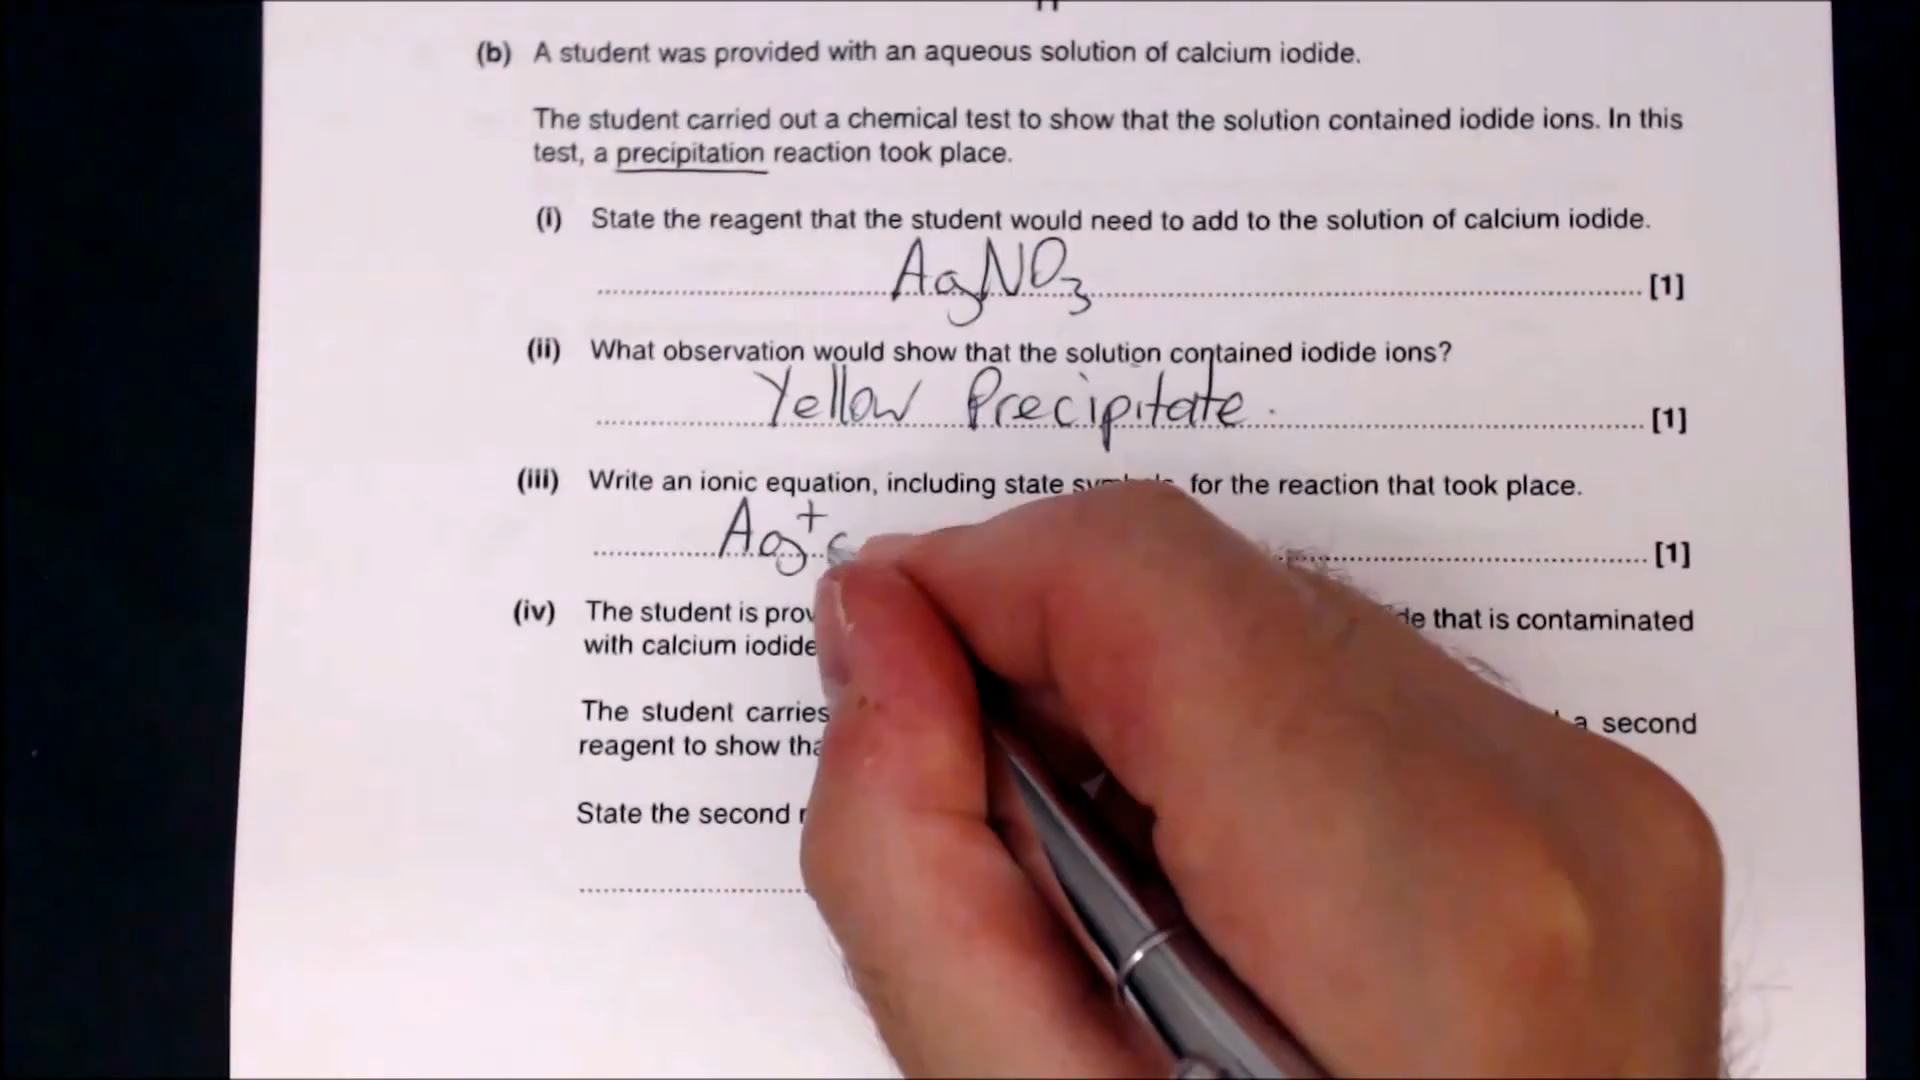 (b) A student was provided with an aqueous solution of calcium iodide.
The student carried out a chemical test to show that the solution contained iodide ions. In this
test, a precipitation reaction took place.
(i) State the reagent that the student would need to add to the solution of calcium iodide.
AgNO3
[1]
(ii) What observation would show that the solution contained iodide ions?
Yellow Precipitate.
[1]
(iii) Write an ionic equation, including state for the reaction that took place.
Ag+
[1]
(iv) The student is that is contaminated
with calcium iodide
The student carries a second
reagent to show
State the second